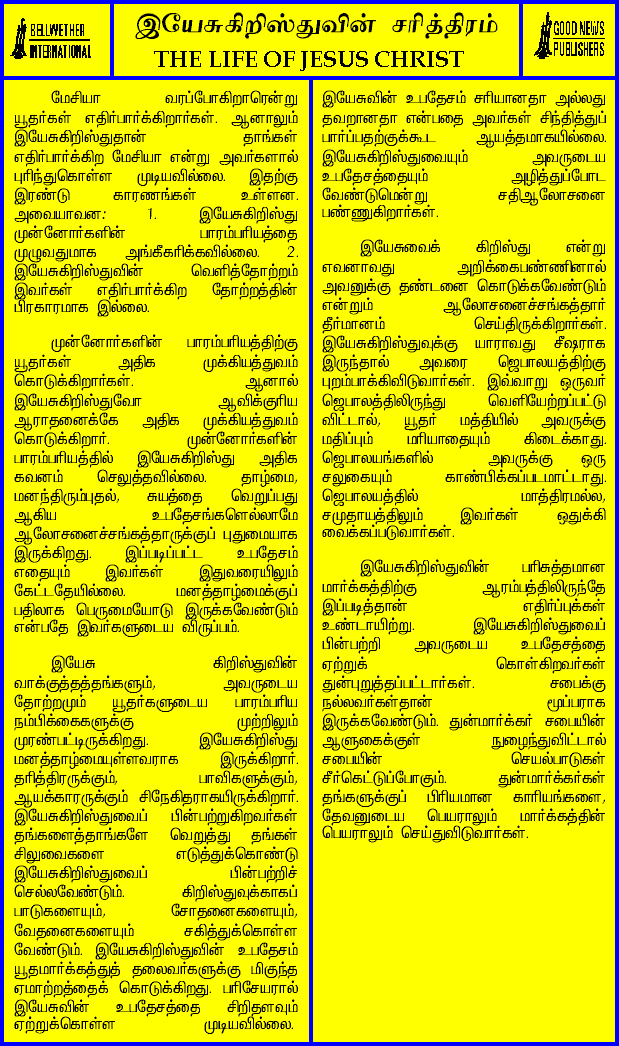 BELLWETHER
INTERNATIONAL
இயேசுகிறிஸ்துவின் சரித்திரம்
THE LIFE OF JESUS CHRIST
GOOD NEWS
PUBLISHERS
மேசியா வரப்போகிறாரென்று
யூதர்கள் எதிர்பார்க்கிறார்கள். ஆனாலும்
இயேசுகிறிஸ்துதான் தாங்கள்
எதிர்பார்க்கிற மேசியா என்று அவர்களால்
புரிந்துகொள்ள முடியவில்லை. இதற்கு
இரண்டு காரணங்கள் உள்ளன.
அவையாவன: 1. இயேசுகிறிஸ்து
முன்னோர்களின் பாரம்பரியத்தை
முழுவதுமாக அங்கீகரிக்கவில்லை. 2.
இயேசுகிறிஸ்துவின் வெளித்தோற்றம்
இவர்கள் எதிர்பார்க்கிற தோற்றத்தின்
பிரகாரமாக இல்லை.
முன்னோர்களின் பாரம்பரியத்திற்கு
யூதர்கள் அதிக முக்கியத்துவம்
கொடுக்கிறார்கள். ஆனால்
இயேசுகிறிஸ்துவோ ஆவிக்குரிய
ஆராதனைக்கே அதிக முக்கியத்துவம்
கொடுக்கிறார். முன்னோர்களின்
பாரம்பரியத்தில் இயேசுகிறிஸ்து அதிக
கவனம் செலுத்தவில்லை. தாழ்மை,
மனந்திரும்புதல், சுயத்தை வெறுப்பது
ஆகிய உபதேசங்களெல்லாமே
ஆலோசனைச்சங்கத்தாருக்குப் புதுமையாக
இருக்கிறது. இப்படிப்பட்ட உபதேசம்
எதையும் இவர்கள் இதுவரையிலும்
கேட்டதேயில்லை. மனத்தாழ்மைக்குப்
பதிலாக பெருமையோடு இருக்கவேண்டும்
என்பதே இவர்களுடைய விருப்பம்.
இயேசு கிறிஸ்துவின்
வாக்குத்தத்தங்களும், அவருடைய
தோற்றமும் யூதர்களுடைய பாரம்பரிய
நம்பிக்கைகளுக்கு முற்றிலும்
முரண்பட்டிருக்கிறது. இயேசுகிறிஸ்து
மனத்தாழ்மையுள்ளவராக இருக்கிறார்.
தரித்திரருக்கும், பாவிகளுக்கும்,
ஆயக்காரருக்கும் சிநேகிதராகயிருக்கிறார்.
இயேசுகிறிஸ்துவைப் பின்பற்றுகிறவர்கள்
தங்களைத்தாங்களே வெறுத்து தங்கள்
சிலுவைகளை எடுத்துக்கொண்டு
இயேசுகிறிஸ்துவைப் பின்பற்றிச்
செல்லவேண்டும். கிறிஸ்துவுக்காகப்
பாடுகளையும், சோதனைகளையும்,
வேதனைகளையும் சகித்துக்கொள்ள
வேண்டும். இயேசுகிறிஸ்துவின் உபதேசம்
யூதமார்க்கத்துத் தலைவர்களுக்கு மிகுந்த
ஏமாற்றத்தைக் கொடுக்கிறது. பரிசேயரால்
இயேசுவின் உபதேசத்தை சிறிதளவும்
ஏற்றுக்கொள்ள முடியவில்லை.
இயேசுவின் உபதேசம் சரியானதா அல்லது
தவறானதா என்பதை அவர்கள் சிந்தித்துப்
பார்ப்பதற்குக்கூட ஆயத்தமாயில்லை.
இயேசுகிறிஸ்துவையும் அவருடைய
உபதேசத்தையும் அழித்துப்போட
வேண்டுமென்று சதிஆலோசனை
பண்ணுகிறார்கள்.
இயேசுவைக் கிறிஸ்து என்று
எவனாவது அறிக்கைபண்ணினால்
அவனுக்கு தண்டனை கொடுக்கவேண்டும்
என்றும் ஆலோசனைச்சங்கத்தார்
தீர்மானம் செய்திருக்கிறார்கள்.
இயேசுகிறிஸ்துவுக்கு யாராவது சீஷராக
இருந்தால் அவரை ஜெபாலயத்திற்கு
புறம்பாக்கிவிடுவார்கள். இவ்வாறு ஒருவர்
ஜெபாலத்திலிருந்து வெளியேற்றப்பட்டு
விட்டால், யூதர் மத்தியில் அவருக்கு
மதிப்பும் மரியாதையும் கிடைக்காது.
ஜெபாலயங்களில் அவருக்கு ஒரு
சலுகையும் காண்பிக்கப்படமாட்டாது.
ஜெபாலயத்தில் மாத்திரமல்ல,
சமுதாயத்திலும் இவர்கள் ஒதுக்கி
வைக்கப்படுவார்கள்.
இயேசுகிறிஸ்துவின் பரிசுத்தமான
மார்க்கத்திற்கு ஆரம்பத்திலிருந்தே
இப்படித்தான் எதிர்ப்புக்கள்
உண்டாயிற்று. இயேசுகிறிஸ்துவைப்
பின்பற்றி அவருடைய உபதேசத்தை
ஏற்றுக் கொள்கிறவர்கள்
துன்புறுத்தப்பட்டார்கள். சபைக்கு
நல்லவர்கள்தான் மூப்பராக
இருக்கவேண்டும். துன்மார்க்கர் சபையின்
ஆளுகைக்குள் நுழைந்துவிட்டால்
சபையின் செயல்பாடுகள்
சீர்கெட்டுப்போகும். துன்மார்க்கர்கள்
தங்களுக்குப் பிரியமான காரியங்களை,
தேவனுடைய பெயராலும் மார்க்கத்தின்
பெயராலும் செய்துவிடுவார்கள்.